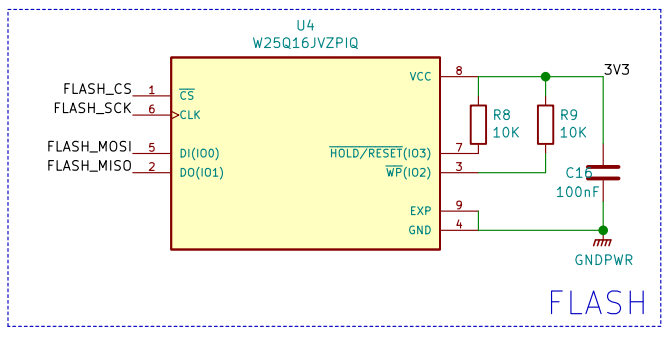 U4
W25Q16JVZPIQ
VCC 8 3V3
FLASH_CS 1 CS
FLASH_SCK 6 CLK
R8 R9
10K 10K
FLASH_MOSI 5 DI(IO0) HOLD/RESET(IO3) 7
FLASH_MISO 2 DO(IO1) WP(IO2) 3
C16
100nF
EXP 9
GND 4
GNDPWR
FLASH